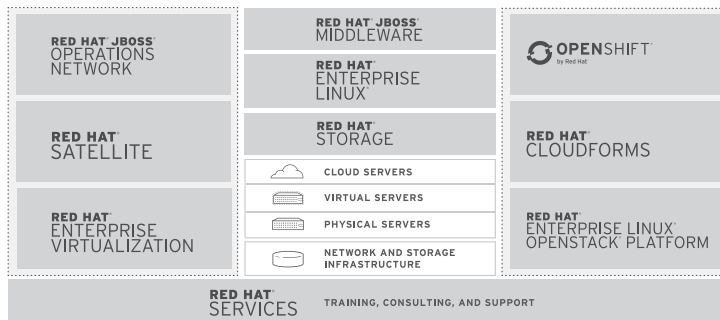 RED HAT® JBOSS®
OPERATIONS
NETWORK
RED HAT®
SATELLITE
RED HAT®
ENTERPRISE
VIRTUALIZATION
RED HAT® JBOSS®
MIDDLEWARE
RED HAT®
ENTERPRISE
LINUX®
RED HAT®
STORAGE
CLOUD SERVERS
VIRTUAL SERVERS
PHYSICAL SERVERS
NETWORK AND STORAGE
INFRASTRUCTURE
OPENSHIFT™
by Red Hat®
RED HAT®
CLOUDFORMS
RED HAT®
ENTERPRISE LINUX®
OPENSTACK® PLATFORM
RED HAT®
SERVICES
TRAINING, CONSULTING, AND SUPPORT